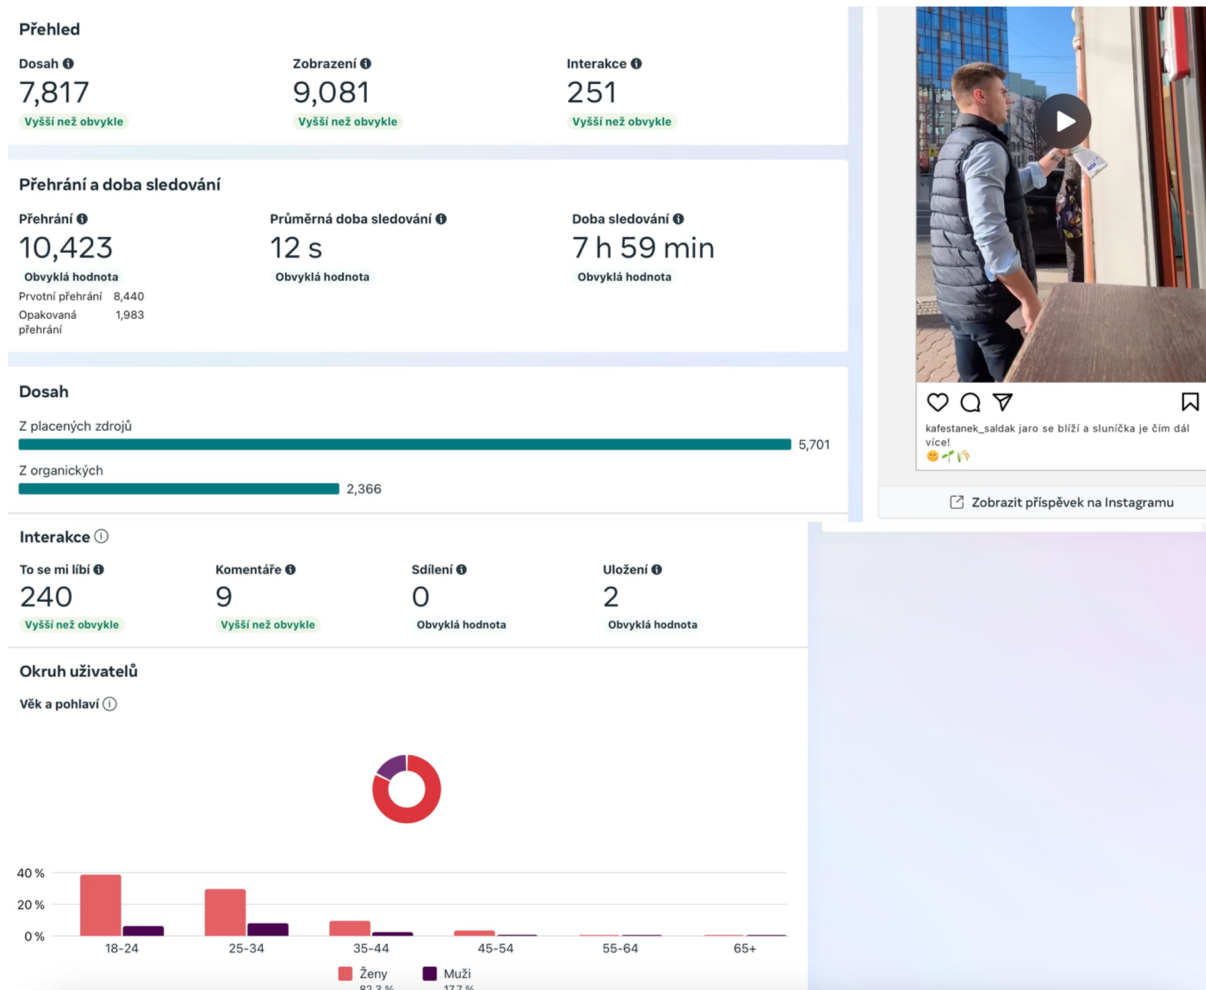 Přehled
Dosah
7,817
Vyšší než obvykle
Zobrazení
9,081
Vyšší než obvykle
Interakce
251
Vyšší než obvykle
Přehrání a doba sledování
Přehrání
10,423
Obvyklá hodnota
Prvotní přehrání 8,440
Opakovaná 1,983
přehrání
Průměrná doba sledování
12 s
Obvyklá hodnota
Doba sledování
7 h 59 min
Obvyklá hodnota
Dosah
Z placených zdrojů
5,701
Z organických
2,366
kafestanek_saldak jaro se blíží a sluníčka je čím dál
více!
🌞🌱🎋
Zobrazit příspěvek na Instagramu
Interakce
To se mi líbí
240
Vyšší než obvykle
Komentáře
9
Vyšší než obvykle
Sdílení
0
Obvyklá hodnota
Uložení
2
Obvyklá hodnota
Okruh uživatelů
Věk a pohlaví
40 %
20 %
0 %
18-24 25-34 35-44 45-54 55-64 65+
Ženy Muži
82.3 % 17.7 %